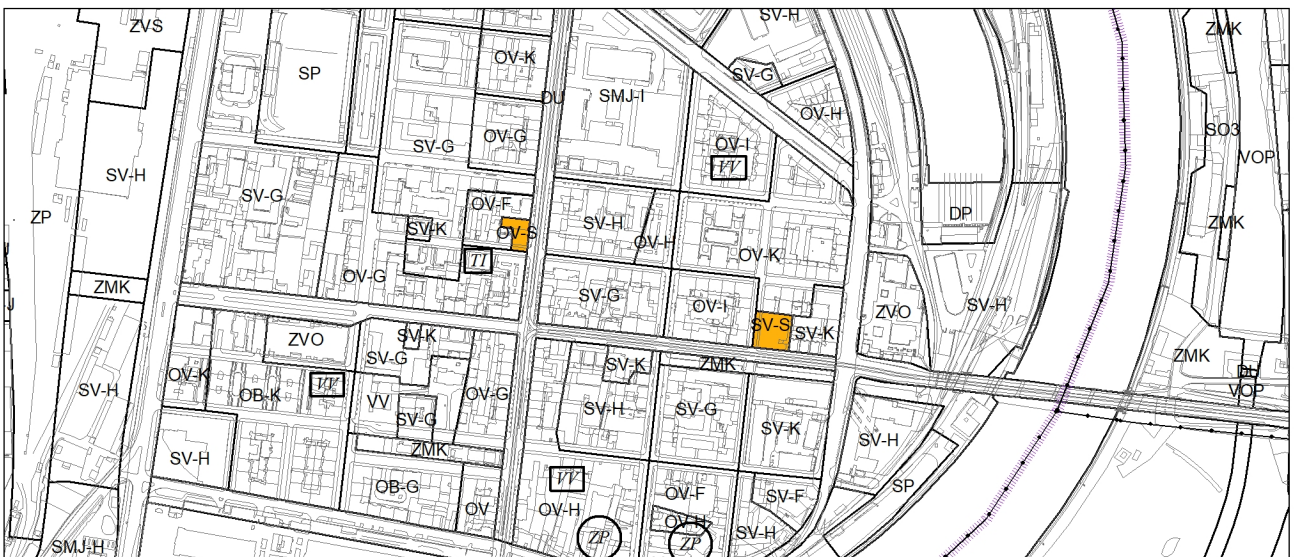 ZVS
SV-H
ZMK
OV-K
SP
DU
SMJ-I
SV-G
OV-H
SO3
VOP
SV-G
OV-G
OV-I
VV
SV-H
SV-G
ZP
OV-F
SV-K
OV-S
SV-H
OV-H
DP
ZMK
TI
OV-K
OV-G
ZMK
SV-G
OV-I
ZVO
SV-H
SV-S
SV-K
SV-K
ZVO
SV-G
SV-K
ZMK
ZMK
OV-K
SV-H
OB-K
VV
OV-G
DU
VOP
VV
SV-G
SV-H
SV-G
SV-K
SV-H
ZMK
SV-H
OB-G
OV
VV
OV-H
OV-F
SV-F
SP
OV-H
SV-H
ZP
ZP
SMJ-H